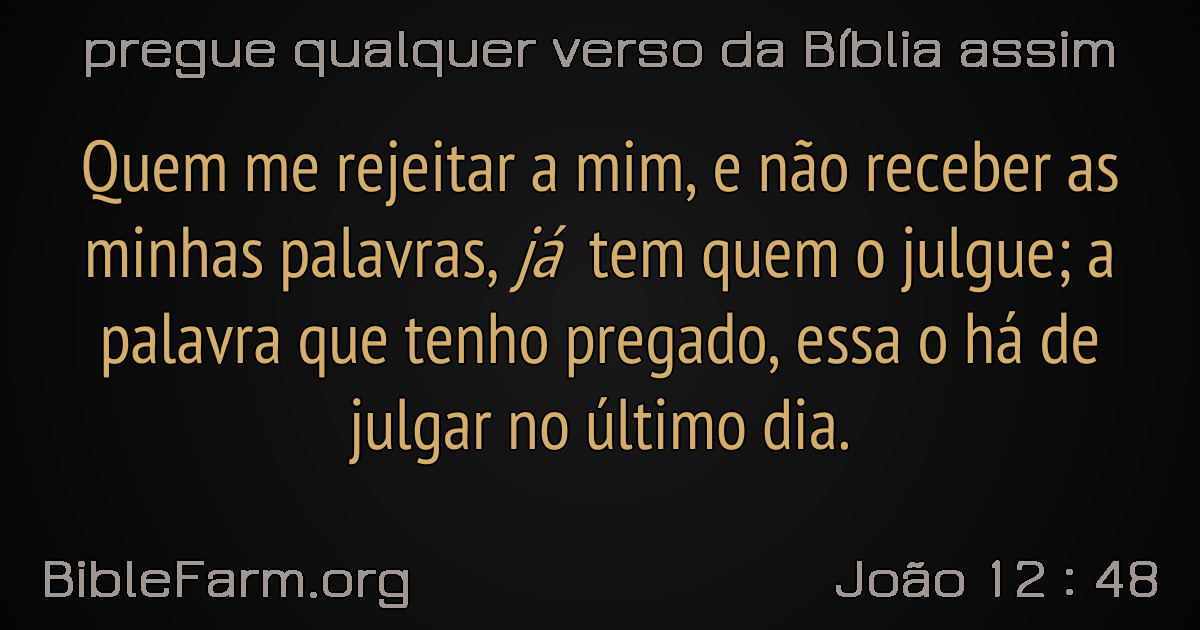 pregue qualquer verso da Bíblia assim
Quem me rejeitar a mim, e não receber as
minhas palavras, já tem quem o julgue; a
palavra que tenho pregado, essa o há de
julgar no último dia.
BibleFarm.org
João 12 : 48